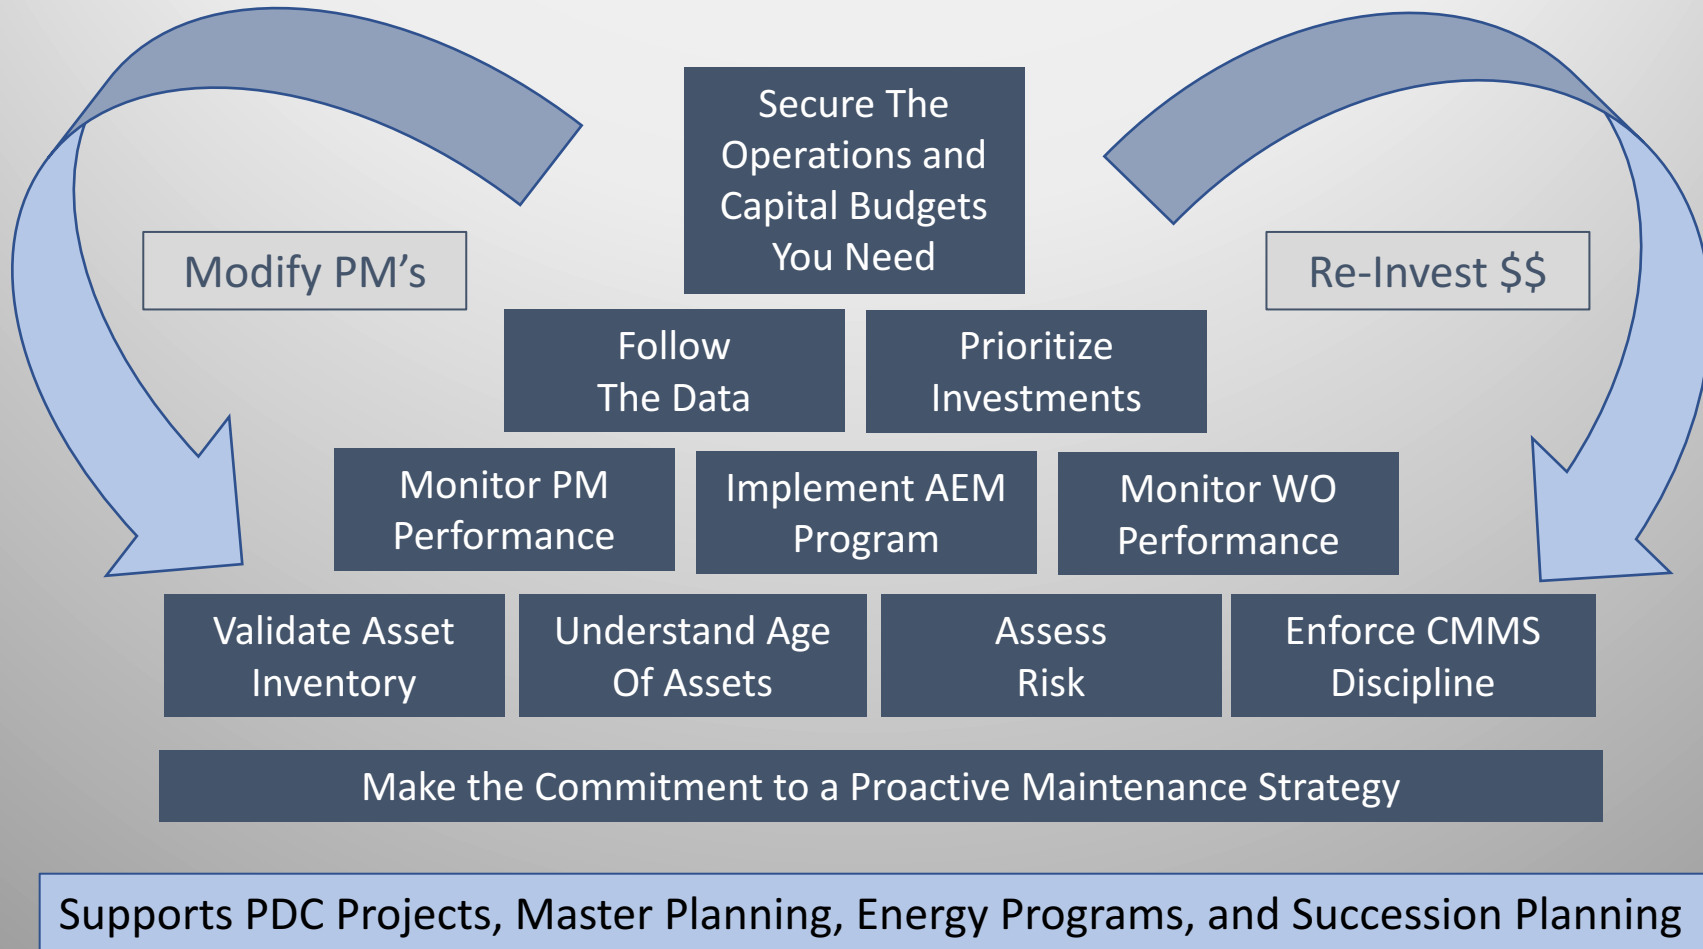 Secure The
Operations and
Capital Budgets
You Need
Modify PM’s
Re-Invest $$
Follow
The Data
Prioritize
Investments
Monitor PM
Performance
Implement AEM
Program
Monitor WO
Performance
Validate Asset
Inventory
Understand Age
Of Assets
Assess
Risk
Enforce CMMS
Discipline
Make the Commitment to a Proactive Maintenance Strategy
Supports PDC Projects, Master Planning, Energy Programs, and Succession Planning